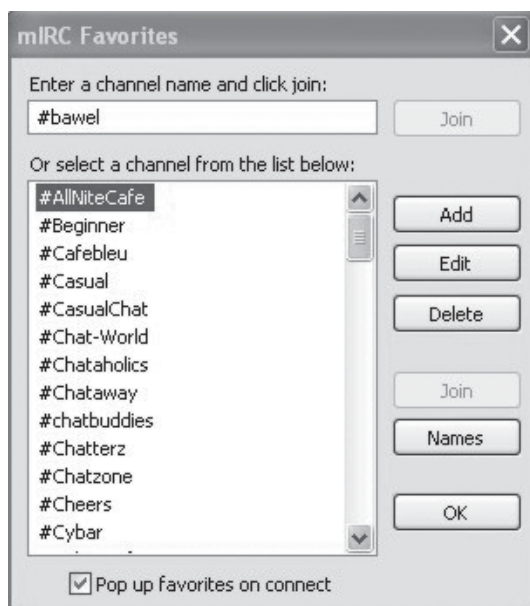 mIRC Favorites
Enter a channel name and click join:
#bawel
Join
Or select a channel from the list below:
#AllNiteCafe
#Beginner
#Cafebleu
#Casual
#CasualChat
#Chat-World
#Chataholics
#Chataway
#chatbuddies
#Chatterz
#Chatzone
#Cheers
#Cybar
Add
Edit
Delete
Join
Names
OK
Pop up favorites on connect